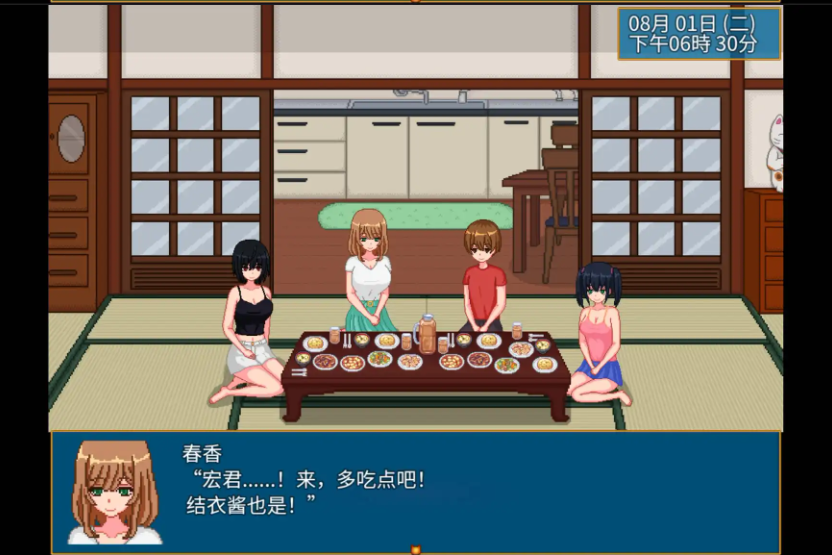 08月 01日 (二)
下午06時 30分
春香
“宏君......！来，多吃点吧！
结衣酱也是！”